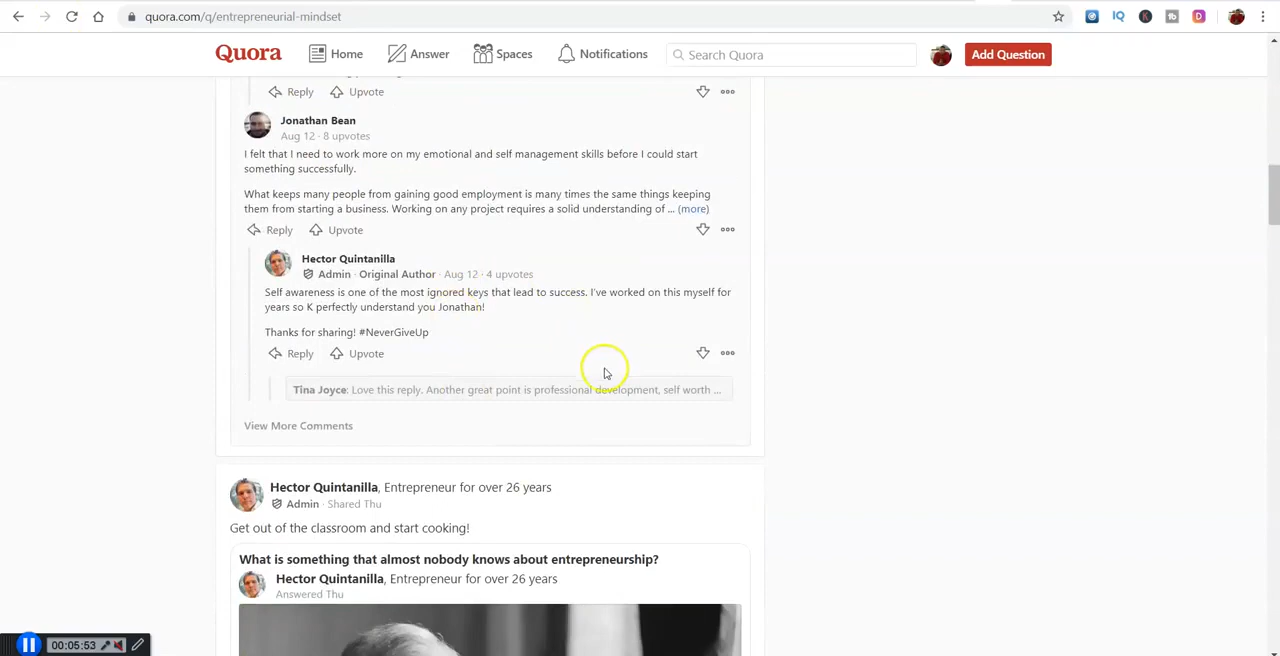 quora.com/q/entrepreneurial-mindset
Quora Home Answer Spaces Notifications Search Quora Add Question
Reply Upvote
Jonathan Bean
Aug 12 · 8 upvotes
I felt that I need to work more on my emotional and self management skills before I could start
something successfully.
What keeps many people from gaining good employment is many times the same things keeping
them from starting a business. Working on any project requires a solid understanding of ... (more)
Reply Upvote
Hector Quintanilla
Admin · Original Author · Aug 12 · 4 upvotes
Self awareness is one of the most ignored keys that lead to success. I've worked on this myself for
years so K perfectly understand you Jonathan!
Thanks for sharing! #NeverGiveUp
Reply Upvote
Tina Joyce: Love this reply. Another great point is professional development, self worth ...
View More Comments
Hector Quintanilla, Entrepreneur for over 26 years
Admin · Shared Thu
Get out of the classroom and start cooking!
What is something that almost nobody knows about entrepreneurship?
Hector Quintanilla, Entrepreneur for over 26 years
Answered Thu
00:05:53